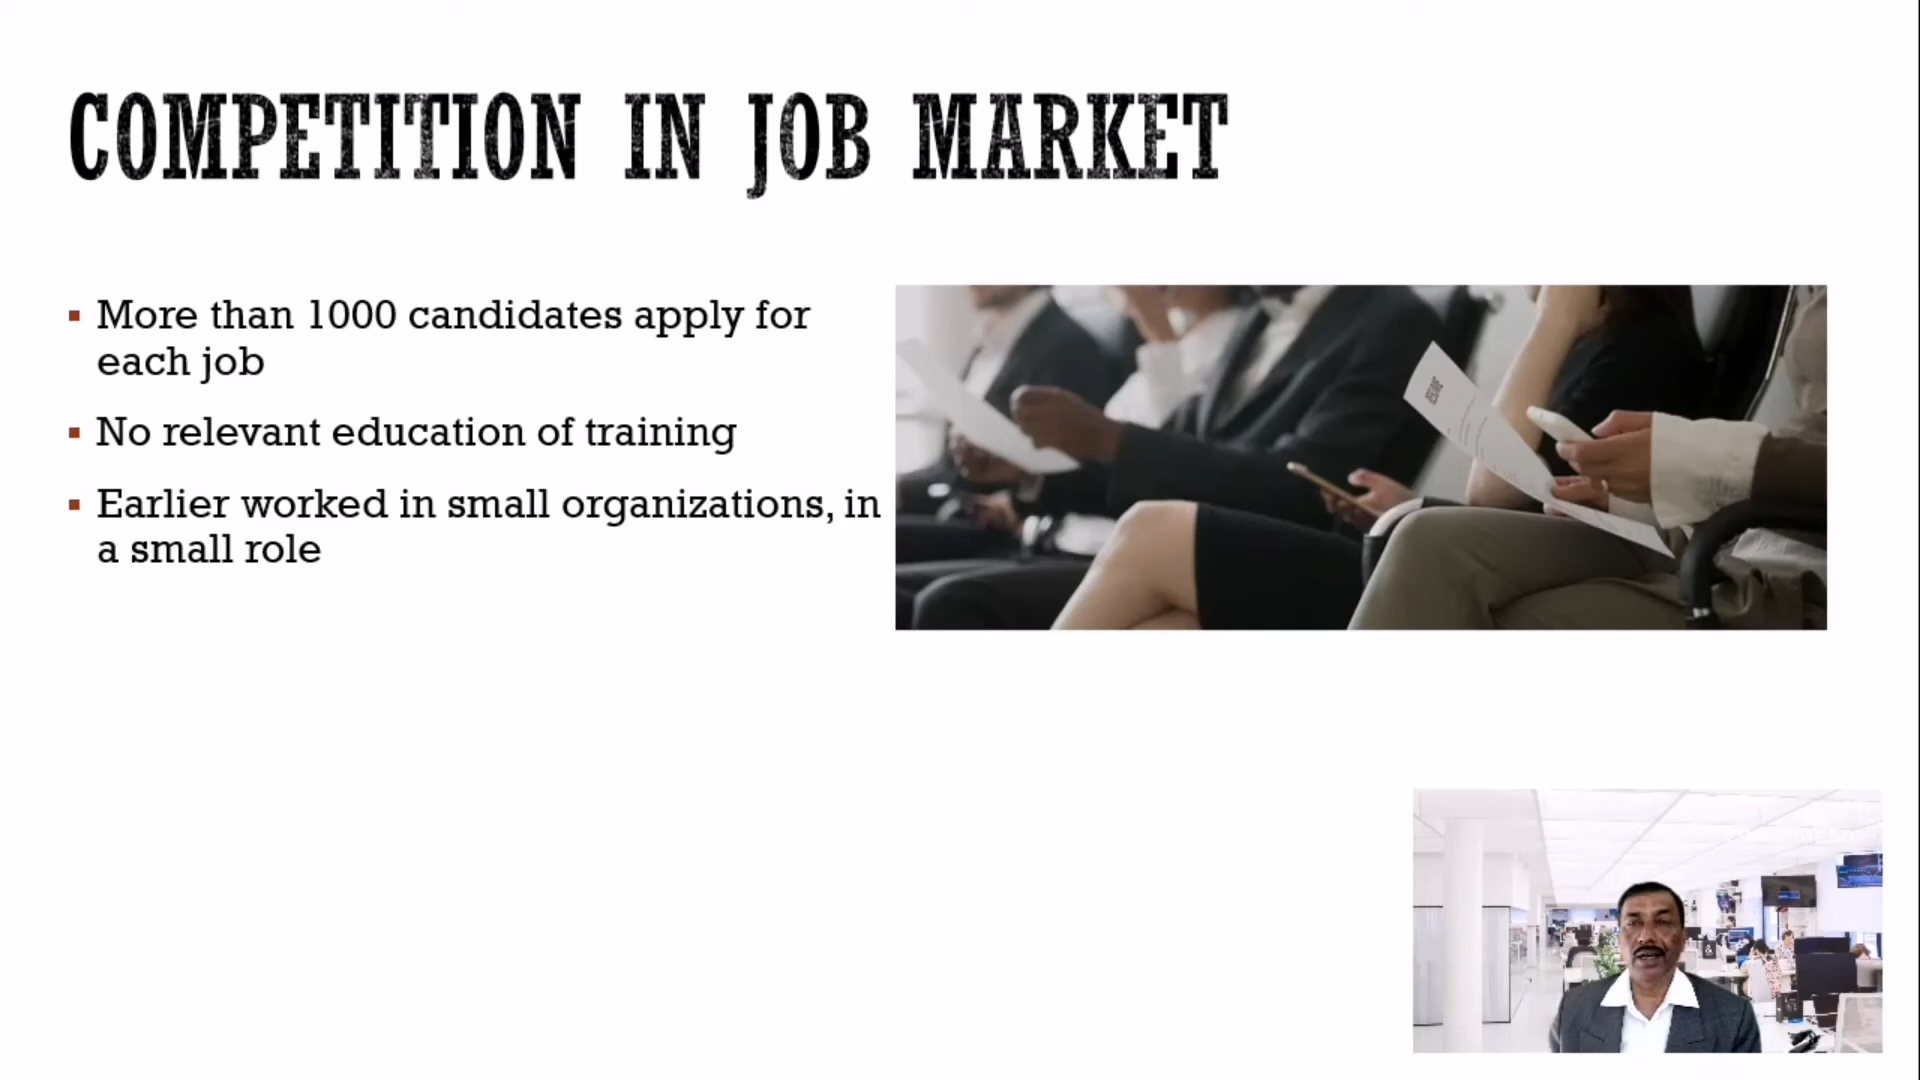 COMPETITION IN JOB MARKET
▪ More than 1000 candidates apply for
each job
▪ No relevant education of training
▪ Earlier worked in small organizations, in
a small role
RESUME